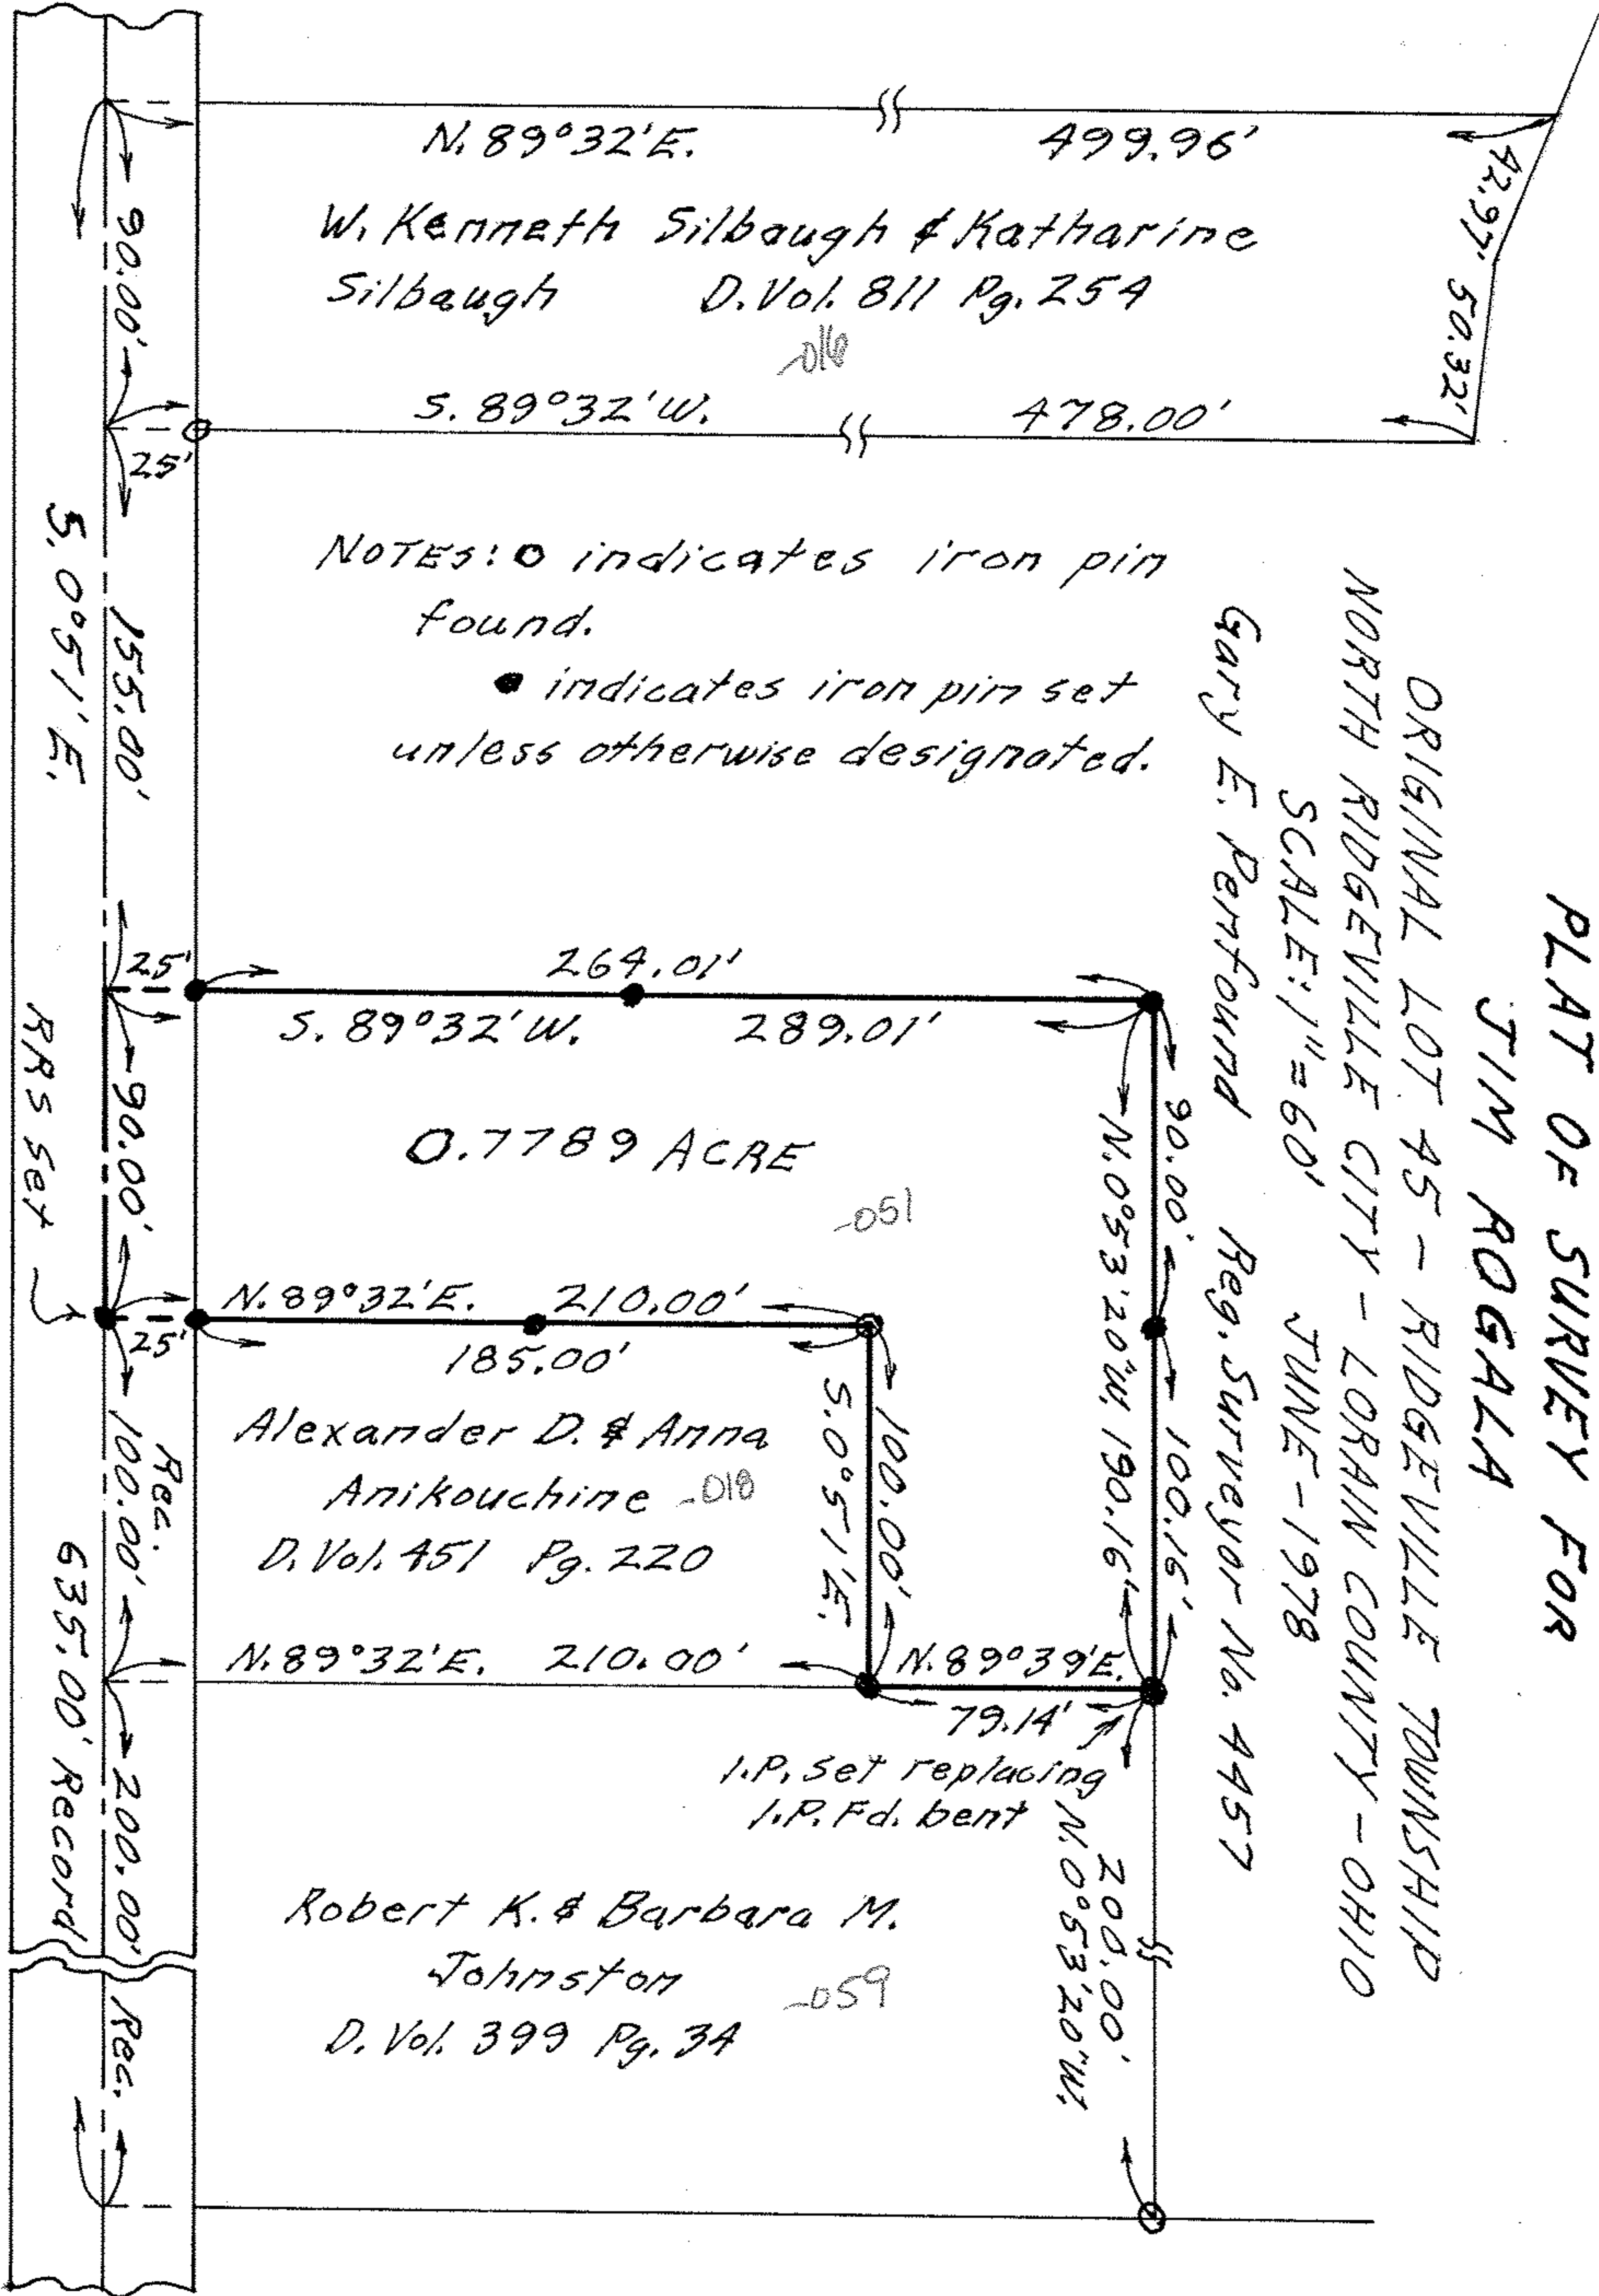 PLAT OF SURVEY FOR
JIM ROGALA
ORIGINAL LOT 45 - RIDGEVILLE TOWNSHIP
NORTH RIDGEVILLE CITY - LORAIN COUNTY - OHIO
SCALE: 1"=60' JUNE - 1978
Gary E. Penfound Reg. Surveyor No. 4457
N. 89°32'E. 499.96'
42.97'
50.32'
W. Kenneth Silbaugh & Katharine
Silbaugh D. Vol. 811 Pg. 254
-016
S. 89°32'W. 478.00'
90.00'
25'
155.00'
S. 0°51'E.
NOTES: O indicates iron pin
found.
● indicates iron pin set
unless otherwise designated.
25'
264.01'
S. 89°32'W. 289.01'
90.00'
0.7789 ACRE
-051
90.00'
100.16'
N. 0°53'20"W. 190.16'
RRS Set
25'
N. 89°32'E. 210.00'
185.00'
Alexander D. & Anna
Anikouchine -018
D. Vol. 451 Pg. 220
100.00'
S. 0°51'E.
Rec.
100.00'
N. 89°32'E. 210.00'
N. 89°39'E.
79.14'
I.P. Set replacing
I.P. Fd. bent
200.00'
N. 0°53'20"W.
Robert K. & Barbara M.
Johnston
-059
D. Vol. 399 Pg. 34
200.00' Rec.
635.00' Record